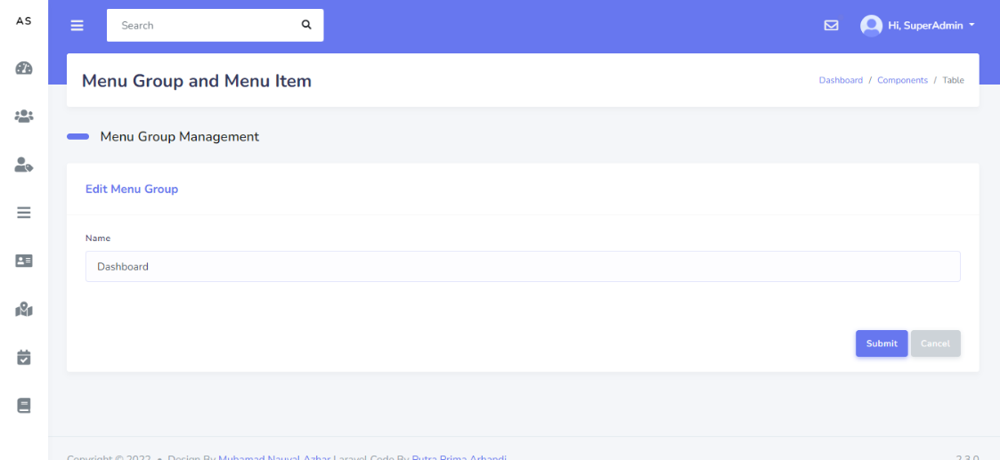 AS
Search
Hi, SuperAdmin
Menu Group and Menu Item
Dashboard / Components / Table
Menu Group Management
Edit Menu Group
Name
Dashboard
Submit Cancel
Copyright © 2022 • Design By Muhamad Nauval Azhar Laravel Code By Putra Prima Arhandi
2.3.0